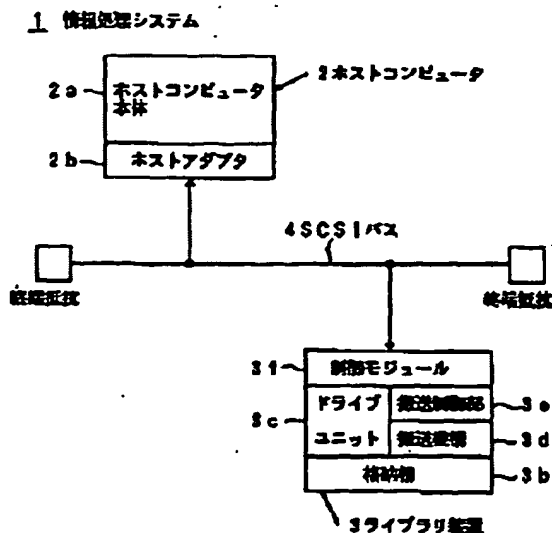 1 情報処理システム
2a
ホストコンピュータ
本体
2ホストコンピュータ
2b
ホストアダプタ
4SCSIバス
終端抵抗
終端抵抗
3f
制御モジュール
3c
ドライブ
ユニット
搬送制御部
3e
搬送機構
3d
格納棚
3b
3ライブラリ装置